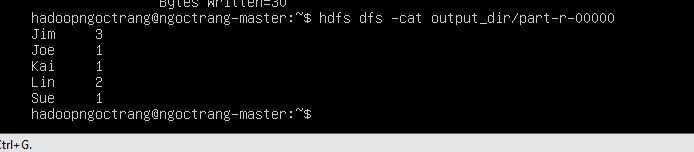 Bytes Written=30
hadoopngoctrang@ngoctrang-master:~$ hdfs dfs -cat output_dir/part-r-00000
Jim	3
Joe	1
Kai	1
Lin	2
Sue	1
hadoopngoctrang@ngoctrang-master:~$
Ctrl+G.